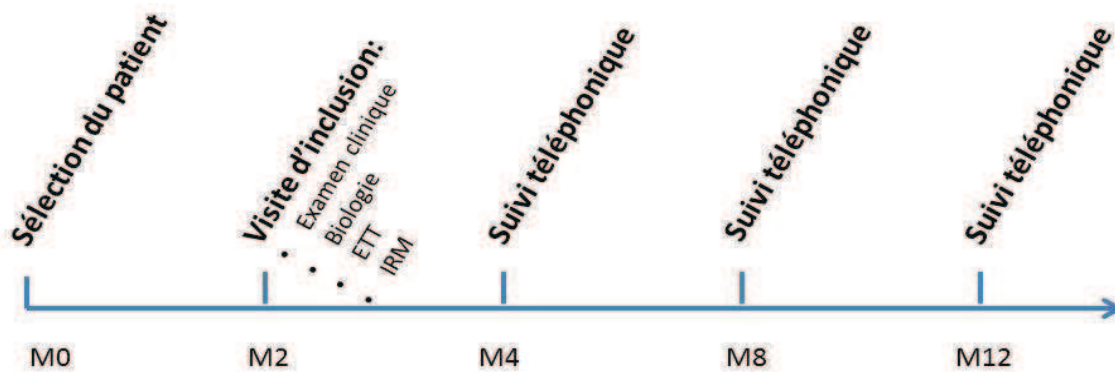 Sélection du patient
Visite d'inclusion:
• Examen clinique
• Biologie
• ETT
• IRM
Suivi téléphonique
Suivi téléphonique
Suivi téléphonique
M0
M2
M4
M8
M12